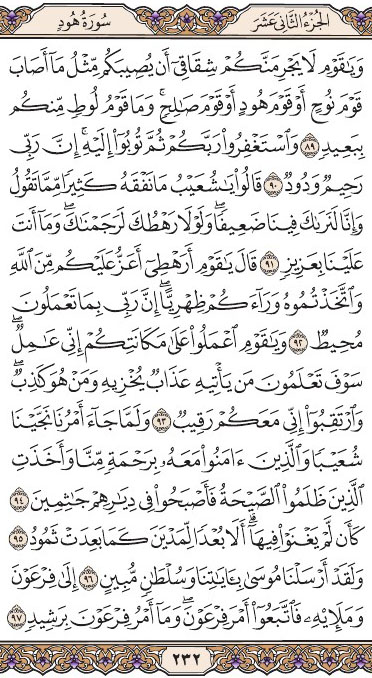 سُورَةُ هُودٍ الجُزْءُ الثَّانِي عَشَرَ
وَيَٰقَوْمِ لَا يَجْرِمَنَّكُمْ شِقَاقِىٓ أَن يُصِيبَكُم مِّثْلُ مَآ أَصَابَ
قَوْمَ نُوحٍ أَوْ قَوْمَ هُودٍ أَوْ قَوْمَ صَٰلِحٍۚ وَمَا قَوْمُ لُوطٍ مِّنكُم
بِبَعِيدٍ ٨٩ وَٱسْتَغْفِرُوا۟ رَبَّكُمْ ثُمَّ تُوبُوٓا۟ إِلَيْهِۚ إِنَّ رَبِّى
رَحِيمٌ وَدُودٌ ٩٠ قَالُوا۟ يَٰشُعَيْبُ مَا نَفْقَهُ كَثِيرًا مِّمَّا تَقُولُ
وَإِنَّا لَنَرَىٰكَ فِينَا ضَعِيفًاۖ وَلَوْلَا رَهْطُكَ لَرَجَمْنَٰكَۖ وَمَآ أَنتَ
عَلَيْنَا بِعَزِيزٍ ٩١ قَالَ يَٰقَوْمِ أَرَهْطِىٓ أَعَزُّ عَلَيْكُم مِّنَ ٱللَّهِ
وَٱتَّخَذْتُمُوهُ وَرَآءَكُمْ ظِهْرِيًّاۖ إِنَّ رَبِّى بِمَا تَعْمَلُونَ
مُحِيطٌ ٩٢ وَيَٰقَوْمِ ٱعْمَلُوا۟ عَلَىٰ مَكَانَتِكُمْ إِنِّى عَٰمِلٌۖ
سَوْفَ تَعْلَمُونَ مَن يَأْتِيهِ عَذَابٌ يُخْزِيهِ وَمَنْ هُوَ كَٰذِبٌۖ
وَٱرْتَقِبُوٓا۟ إِنِّى مَعَكُمْ رَقِيبٌ ٩٣ وَلَمَّا جَآءَ أَمْرُنَا نَجَّيْنَا
شُعَيْبًا وَٱلَّذِينَ ءَامَنُوا۟ مَعَهُۥ بِرَحْمَةٍ مِّنَّا وَأَخَذَتِ
ٱلَّذِينَ ظَلَمُوا۟ ٱلصَّيْحَةُ فَأَصْبَحُوا۟ فِى دِيَٰرِهِمْ جَٰثِمِينَ ٩٤
كَأَن لَّمْ يَغْنَوْا۟ فِيهَآۗ أَلَا بُعْدًا لِّمَدْيَنَ كَمَا بَعِدَتْ ثَمُودُ ٩٥
وَلَقَدْ أَرْسَلْنَا مُوسَىٰ بِـَٔايَٰتِنَا وَسُلْطَٰنٍ مُّبِينٍ ٩٦ إِلَىٰ فِرْعَوْنَ
وَمَلَإِي۟هِۦ فَٱتَّبَعُوٓا۟ أَمْرَ فِرْعَوْنَۖ وَمَآ أَمْرُ فِرْعَوْنَ بِرَشِيدٍ ٩٧
٢٣٢